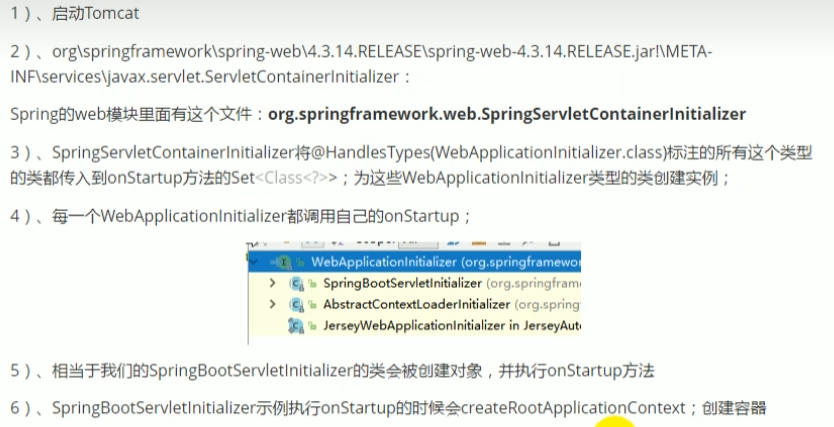 1）、启动Tomcat
2）、org\springframework\spring-web\4.3.14.RELEASE\spring-web-4.3.14.RELEASE.jar!\META-
INF\services\javax.servlet.ServletContainerInitializer：
Spring的web模块里面有这个文件：org.springframework.web.SpringServletContainerInitializer
3）、SpringServletContainerInitializer将@HandlesTypes(WebApplicationInitializer.class)标注的所有这个类型
的类都传入到onStartup方法的Set<Class<?>>；为这些WebApplicationInitializer类型的类创建实例；
4）、每一个WebApplicationInitializer都调用自己的onStartup；
WebApplicationInitializer (org.springframewor
SpringBootServletInitializer (org.springfram
AbstractContextLoaderInitializer (org.spring
JerseyWebApplicationInitializer in JerseyAut
5）、相当于我们的SpringBootServletInitializer的类会被创建对象，并执行onStartup方法
6）、SpringBootServletInitializer示例执行onStartup的时候会createRootApplicationContext；创建容器